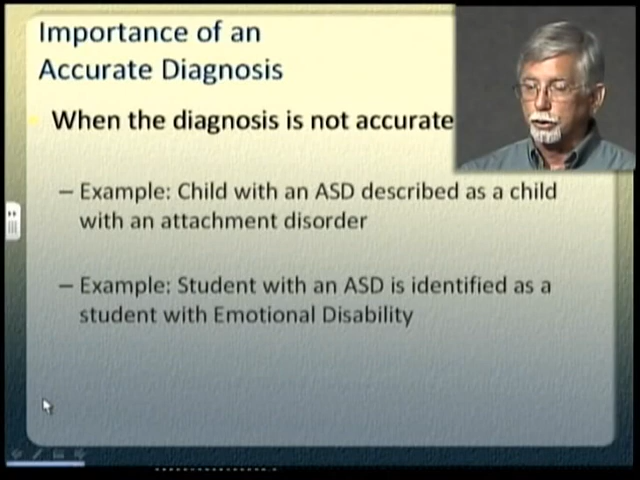 Importance of an
Accurate Diagnosis
When the diagnosis is not accurate
– Example: Child with an ASD described as a child
with an attachment disorder
– Example: Student with an ASD is identified as a
student with Emotional Disability